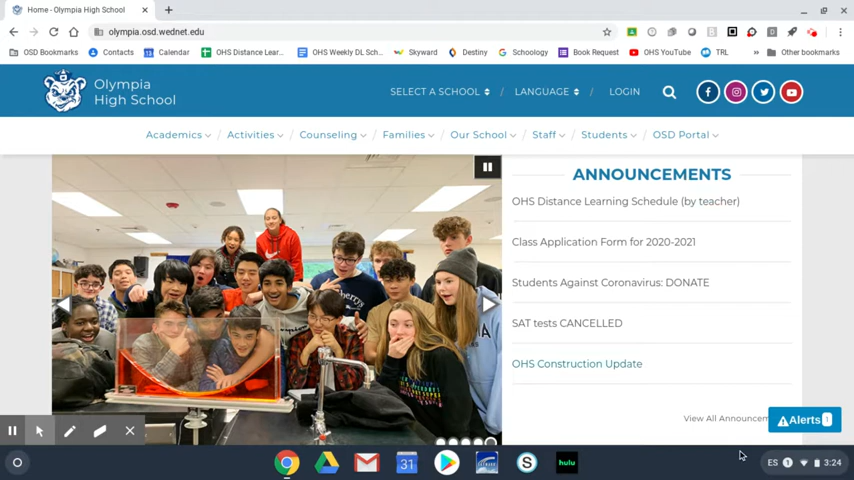 Home - Olympia High School
olympia.osd.wednet.edu
OSD Bookmarks Contacts Calendar OHS Distance Lear... OHS Weekly DL Sch... Skyward Destiny Schoology Book Request OHS YouTube TRL » Other bookmarks
Olympia
High School
SELECT A SCHOOL / LANGUAGE / LOGIN
Academics / Activities / Counseling / Families / Our School / Staff / Students / OSD Portal
ANNOUNCEMENTS
OHS Distance Learning Schedule (by teacher)
Class Application Form for 2020-2021
Students Against Coronavirus: DONATE
SAT tests CANCELLED
OHS Construction Update
View All Announcem
Alerts 1
31 S hulu ES 1 3:24